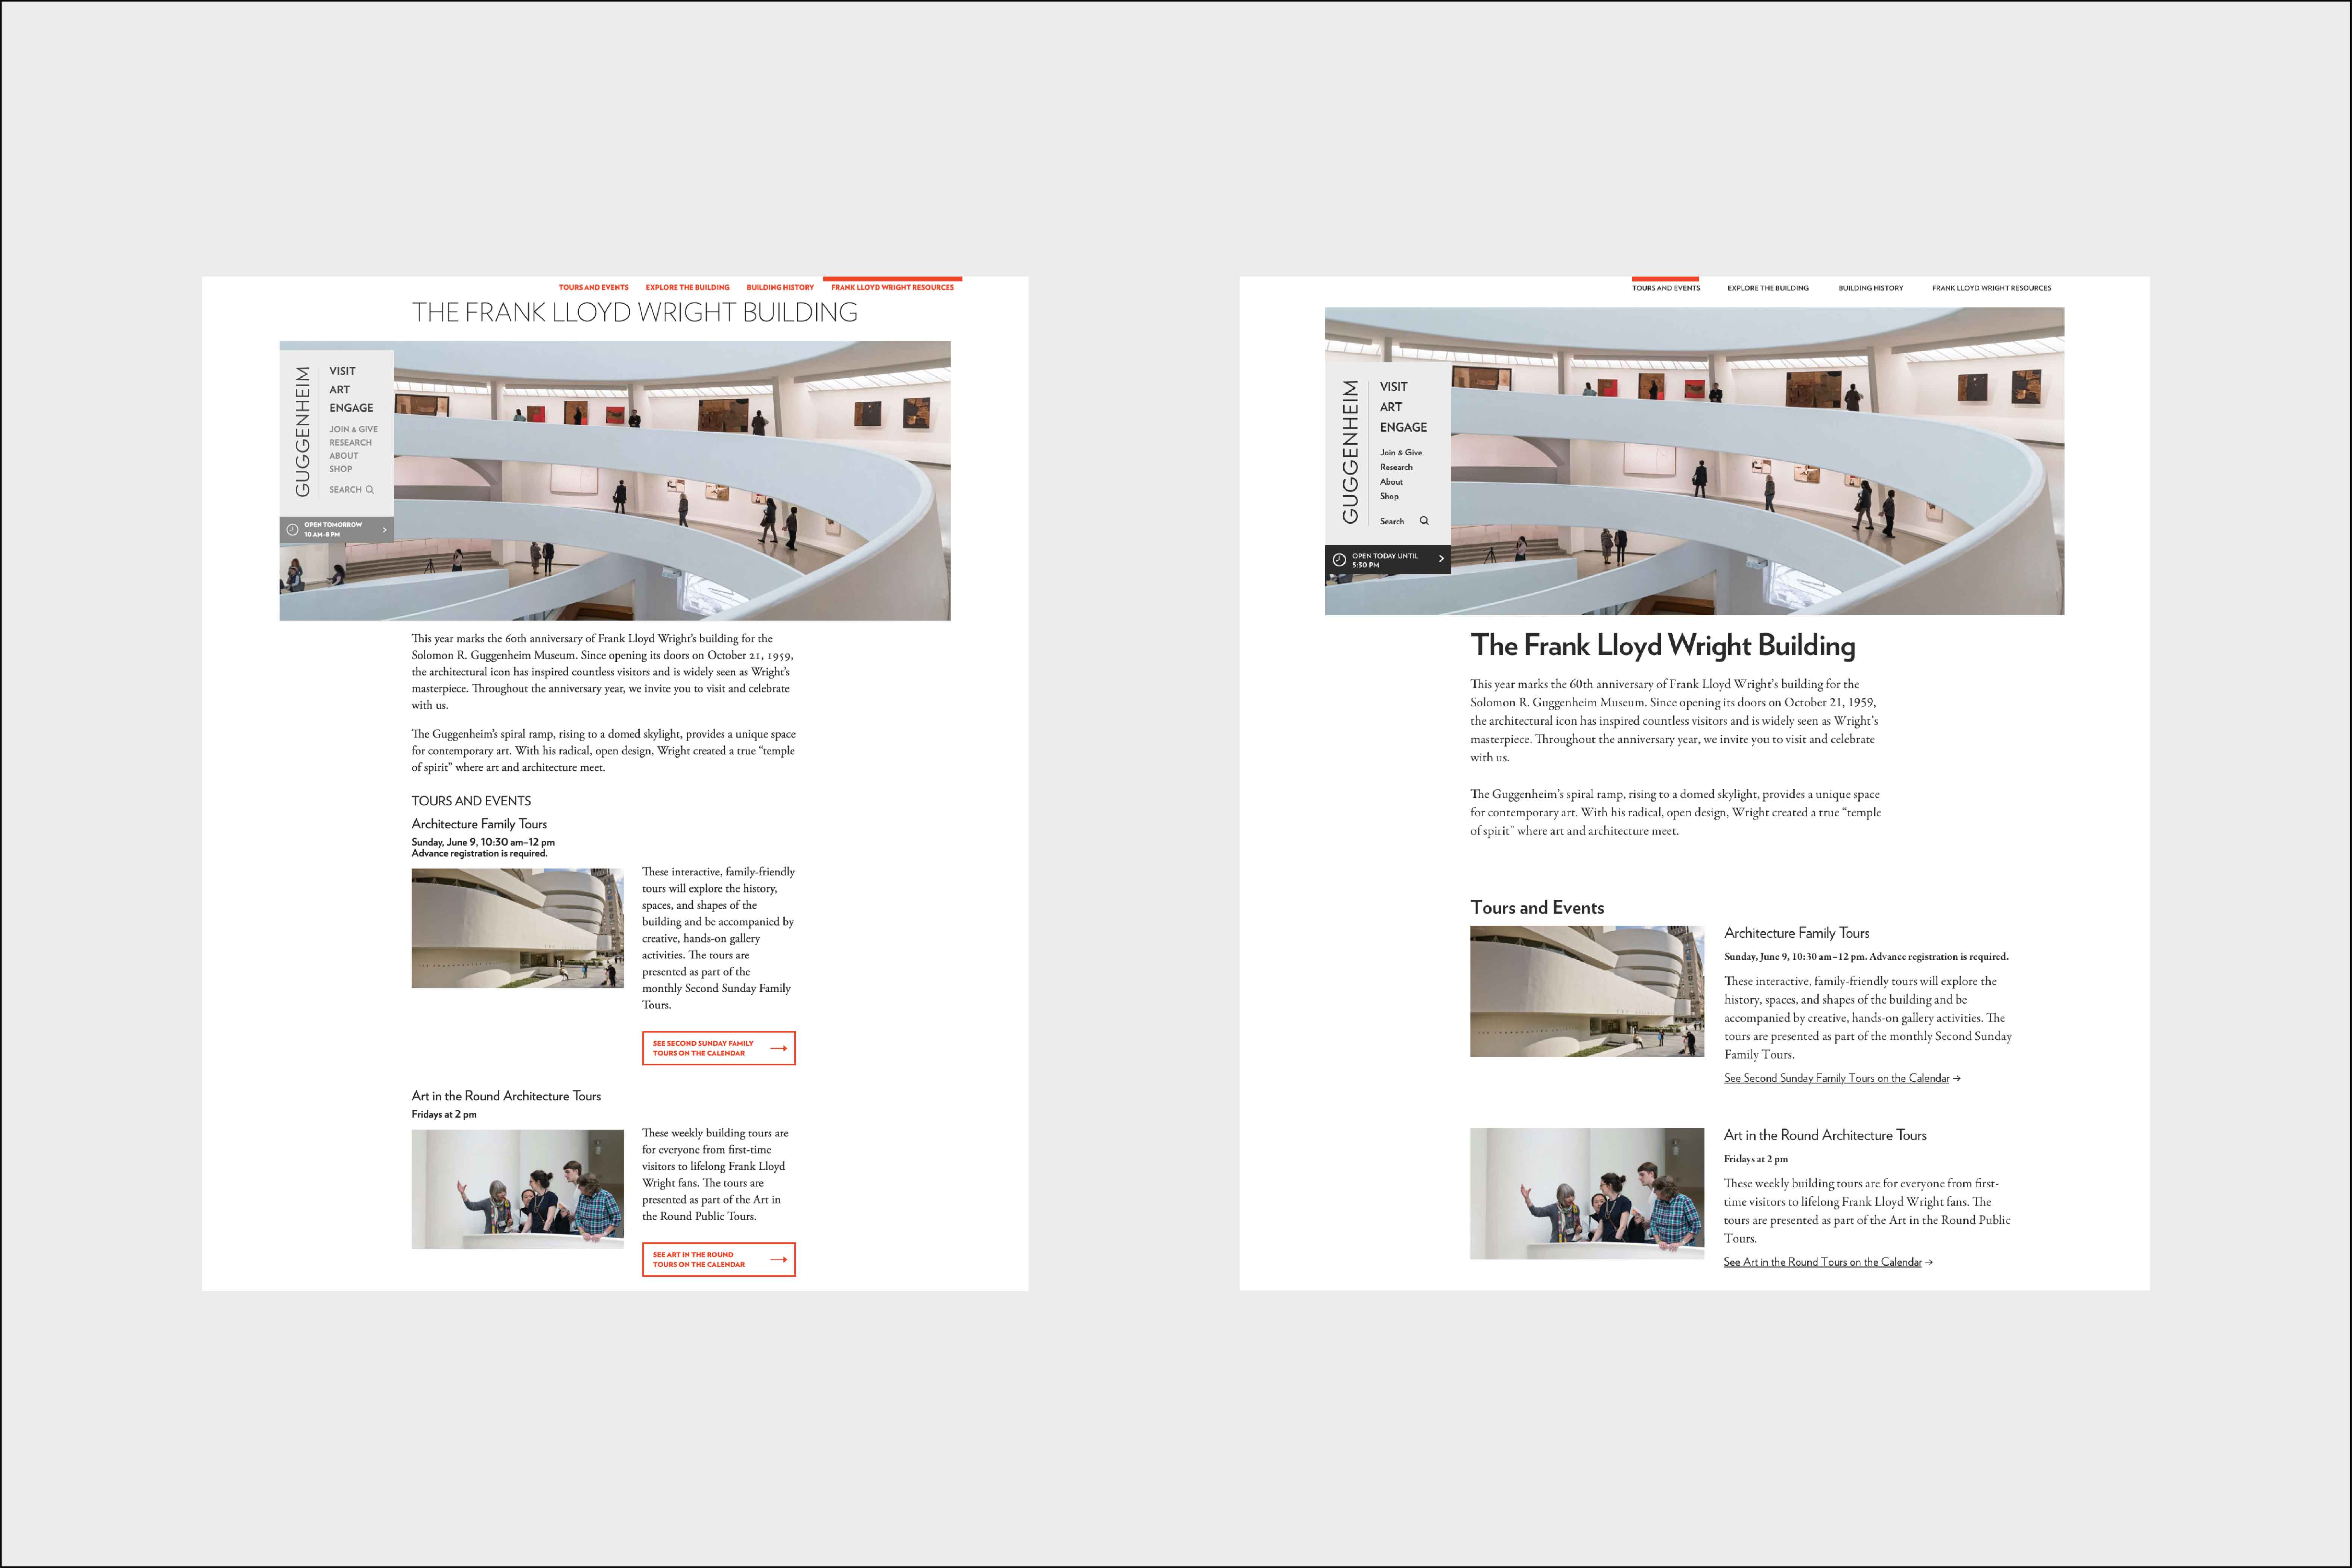 TOURS AND EVENTS EXPLORE THE BUILDING BUILDING HISTORY FRANK LLOYD WRIGHT RESOURCES
THE FRANK LLOYD WRIGHT BUILDING
GUGGENHEIM
VISIT
ART
ENGAGE
JOIN & GIVE
RESEARCH
ABOUT
SHOP
SEARCH
OPEN TOMORROW
10 AM-8 PM
This year marks the 60th anniversary of Frank Lloyd Wright's building for the
Solomon R. Guggenheim Museum. Since opening its doors on October 21, 1959,
the architectural icon has inspired countless visitors and is widely seen as Wright's
masterpiece. Throughout the anniversary year, we invite you to visit and celebrate
with us.
The Guggenheim's spiral ramp, rising to a domed skylight, provides a unique space
for contemporary art. With his radical, open design, Wright created a true “temple
of spirit” where art and architecture meet.
TOURS AND EVENTS
Architecture Family Tours
Sunday, June 9, 10:30 am–12 pm
Advance registration is required.
These interactive, family-friendly
tours will explore the history,
spaces, and shapes of the
building and be accompanied by
creative, hands-on gallery
activities. The tours are
presented as part of the
monthly Second Sunday Family
Tours.
SEE SECOND SUNDAY FAMILY
TOURS ON THE CALENDAR
Art in the Round Architecture Tours
Fridays at 2 pm
These weekly building tours are
for everyone from first-time
visitors to lifelong Frank Lloyd
Wright fans. The tours are
presented as part of the Art in
the Round Public Tours.
SEE ART IN THE ROUND
TOURS ON THE CALENDAR
TOURS AND EVENTS EXPLORE THE BUILDING BUILDING HISTORY FRANK LLOYD WRIGHT RESOURCES
GUGGENHEIM
VISIT
ART
ENGAGE
Join & Give
Research
About
Shop
Search
OPEN TODAY UNTIL
5:30 PM
The Frank Lloyd Wright Building
This year marks the 60th anniversary of Frank Lloyd Wright's building for the
Solomon R. Guggenheim Museum. Since opening its doors on October 21, 1959,
the architectural icon has inspired countless visitors and is widely seen as Wright's
masterpiece. Throughout the anniversary year, we invite you to visit and celebrate
with us.
The Guggenheim's spiral ramp, rising to a domed skylight, provides a unique space
for contemporary art. With his radical, open design, Wright created a true “temple
of spirit” where art and architecture meet.
Tours and Events
Architecture Family Tours
Sunday, June 9, 10:30 am–12 pm. Advance registration is required.
These interactive, family-friendly tours will explore the
history, spaces, and shapes of the building and be
accompanied by creative, hands-on gallery activities. The
tours are presented as part of the monthly Second Sunday
Family Tours.
See Second Sunday Family Tours on the Calendar →
Art in the Round Architecture Tours
Fridays at 2 pm
These weekly building tours are for everyone from first-
time visitors to lifelong Frank Lloyd Wright fans. The
tours are presented as part of the Art in the Round Public
Tours.
See Art in the Round Tours on the Calendar →